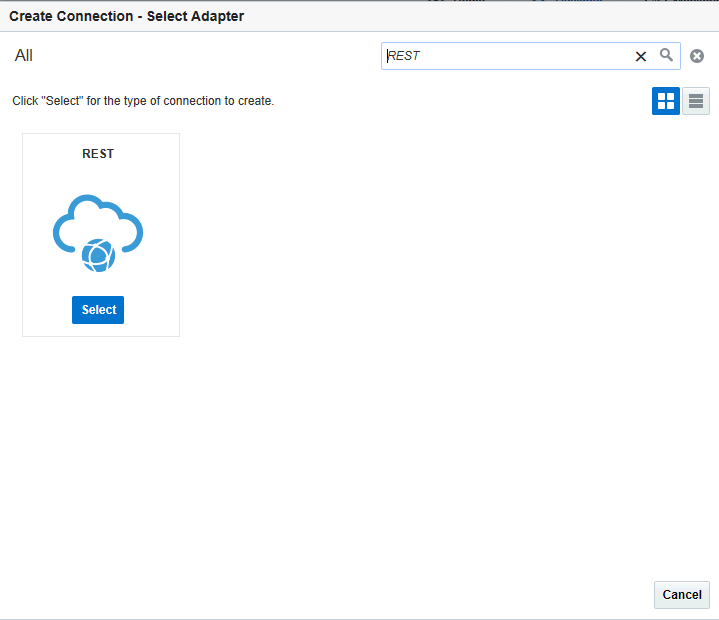 Create Connection - Select Adapter
All
REST
Click "Select" for the type of connection to create.
REST
Select
Cancel